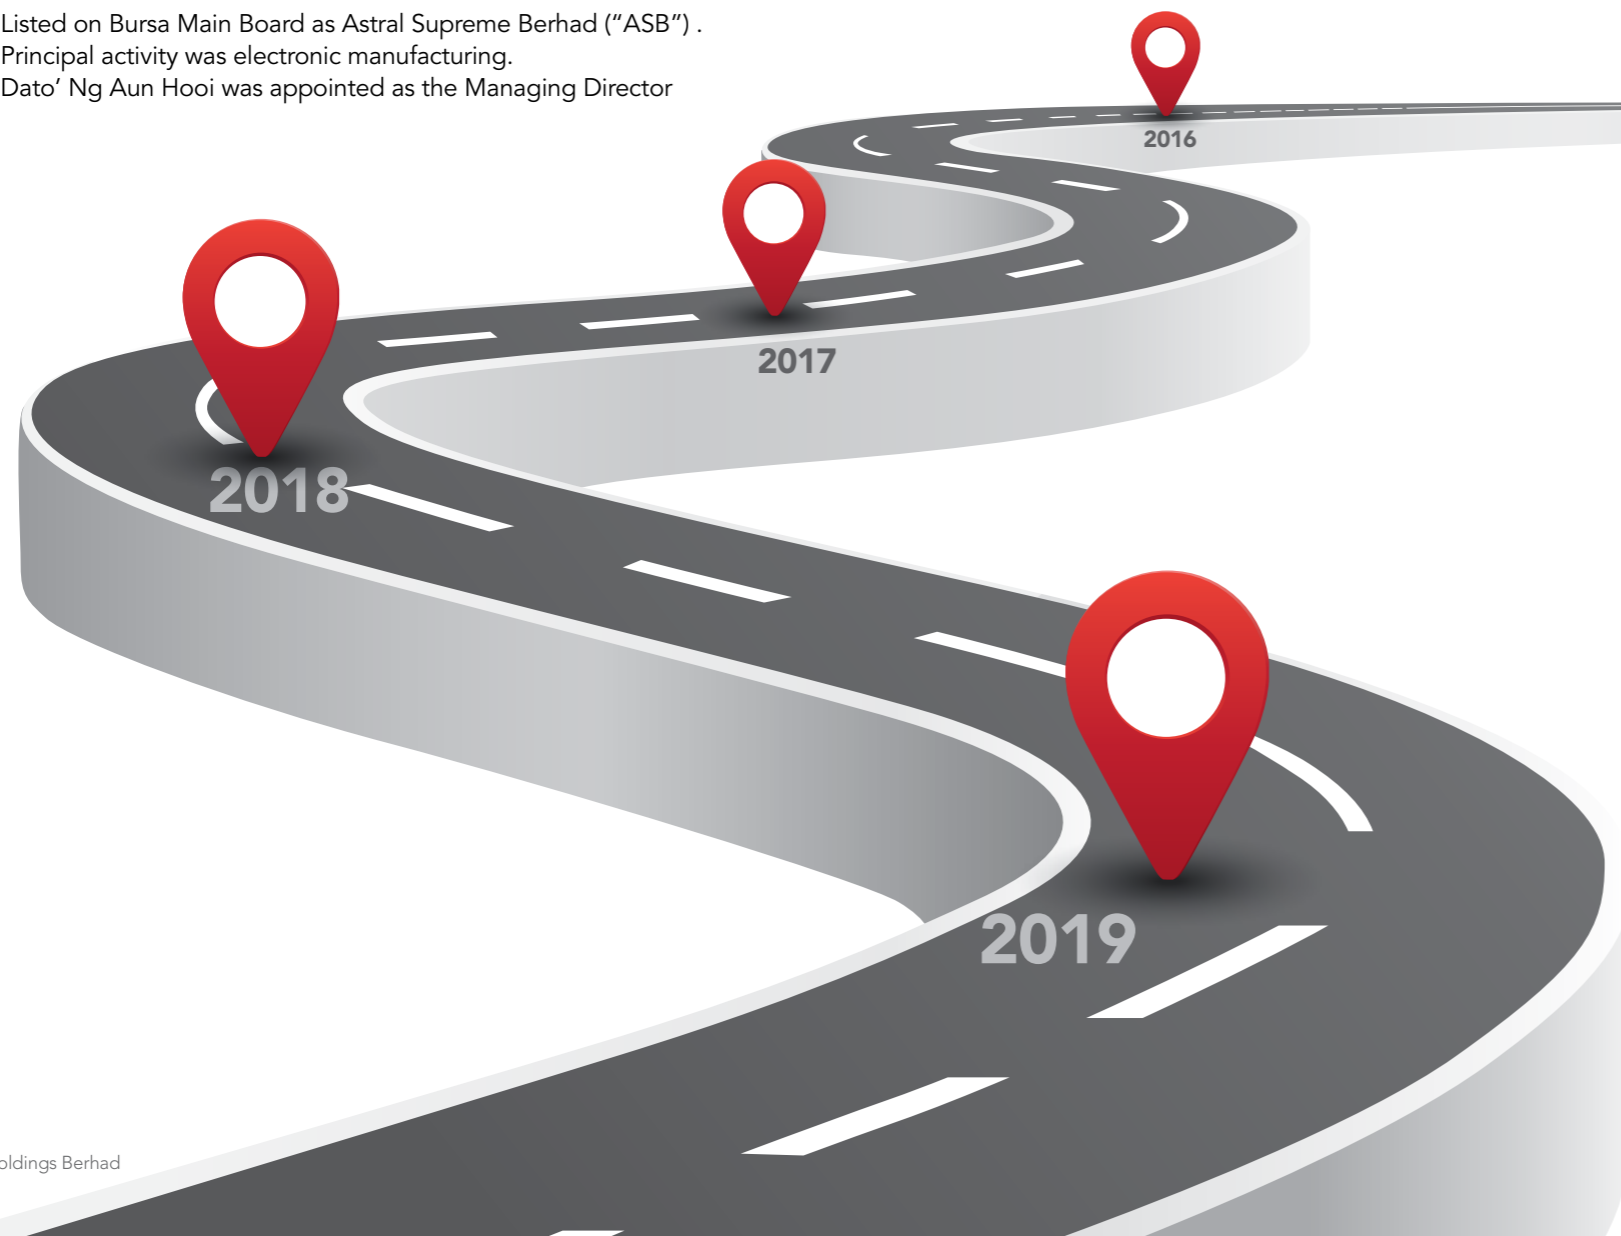 Listed on Bursa Main Board as Astral Supreme Berhad (“ASB”) .
Principal activity was electronic manufacturing.
Dato’ Ng Aun Hooi was appointed as the Managing Director
2016
2017
2018
2019
Berhad